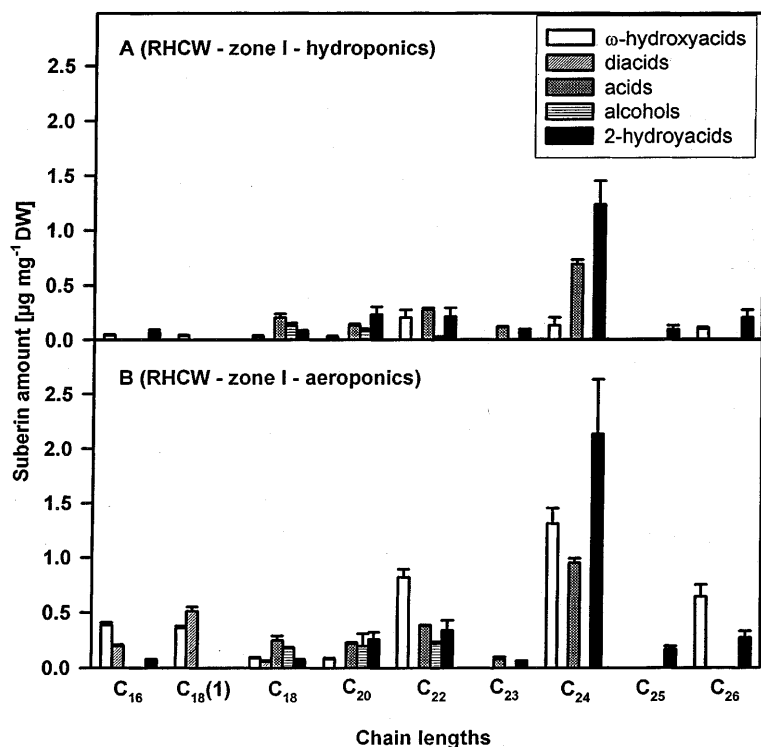 A (RHCW - zone I - hydroponics)
ω-hydroxyacids
diacids
acids
alcohols
2-hydroyacids
2.5
2.0
1.5
1.0
0.5
0.0
Suberin amount [µg mg⁻¹ DW]
B (RHCW - zone I - aeroponics)
2.5
2.0
1.5
1.0
0.5
0.0
C₁₆ C₁₈(1) C₁₈ C₂₀ C₂₂ C₂₃ C₂₄ C₂₅ C₂₆
Chain lengths